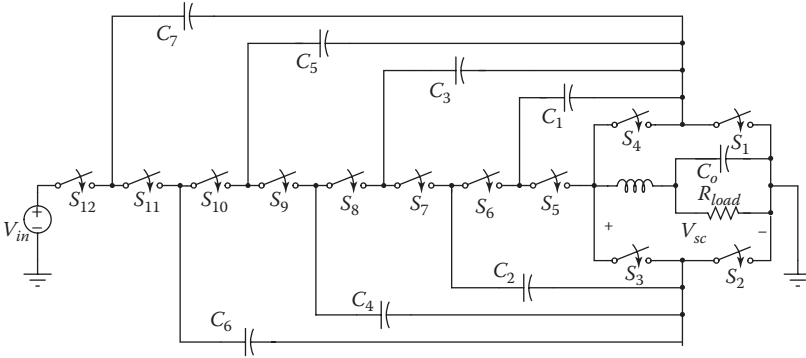 C7
C5
C3
C1
S4
S1
Co
S12
S11
S10
S9
S8
S7
S6
S5
Rload
Vin
+
−
+
Vsc
−
S3
S2
C2
C4
C6